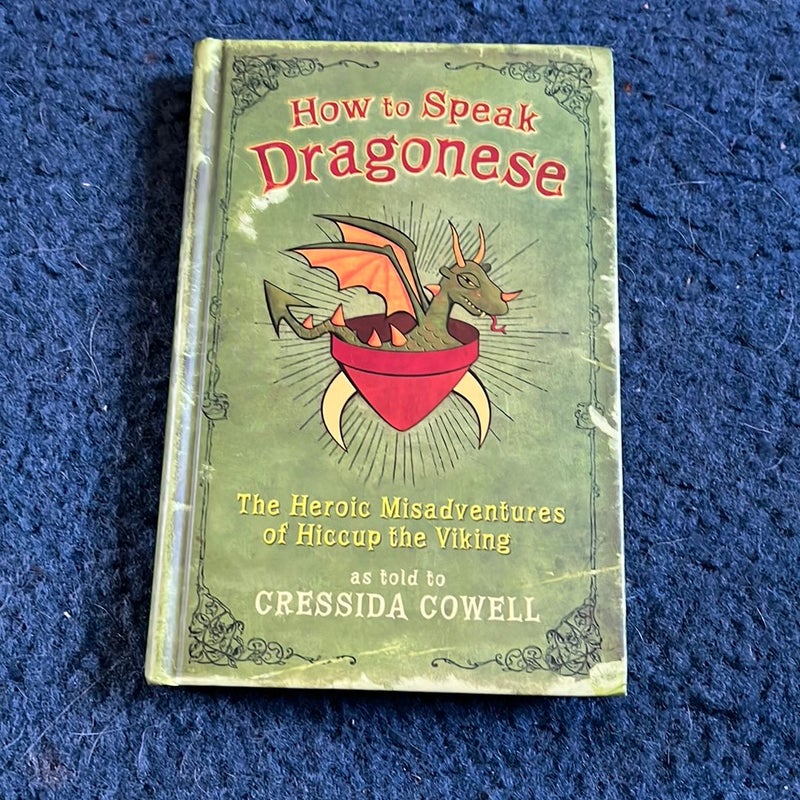 How to Speak
Dragonese
The Heroic Misadventures
of Hiccup the Viking
as told to
CRESSIDA COWELL